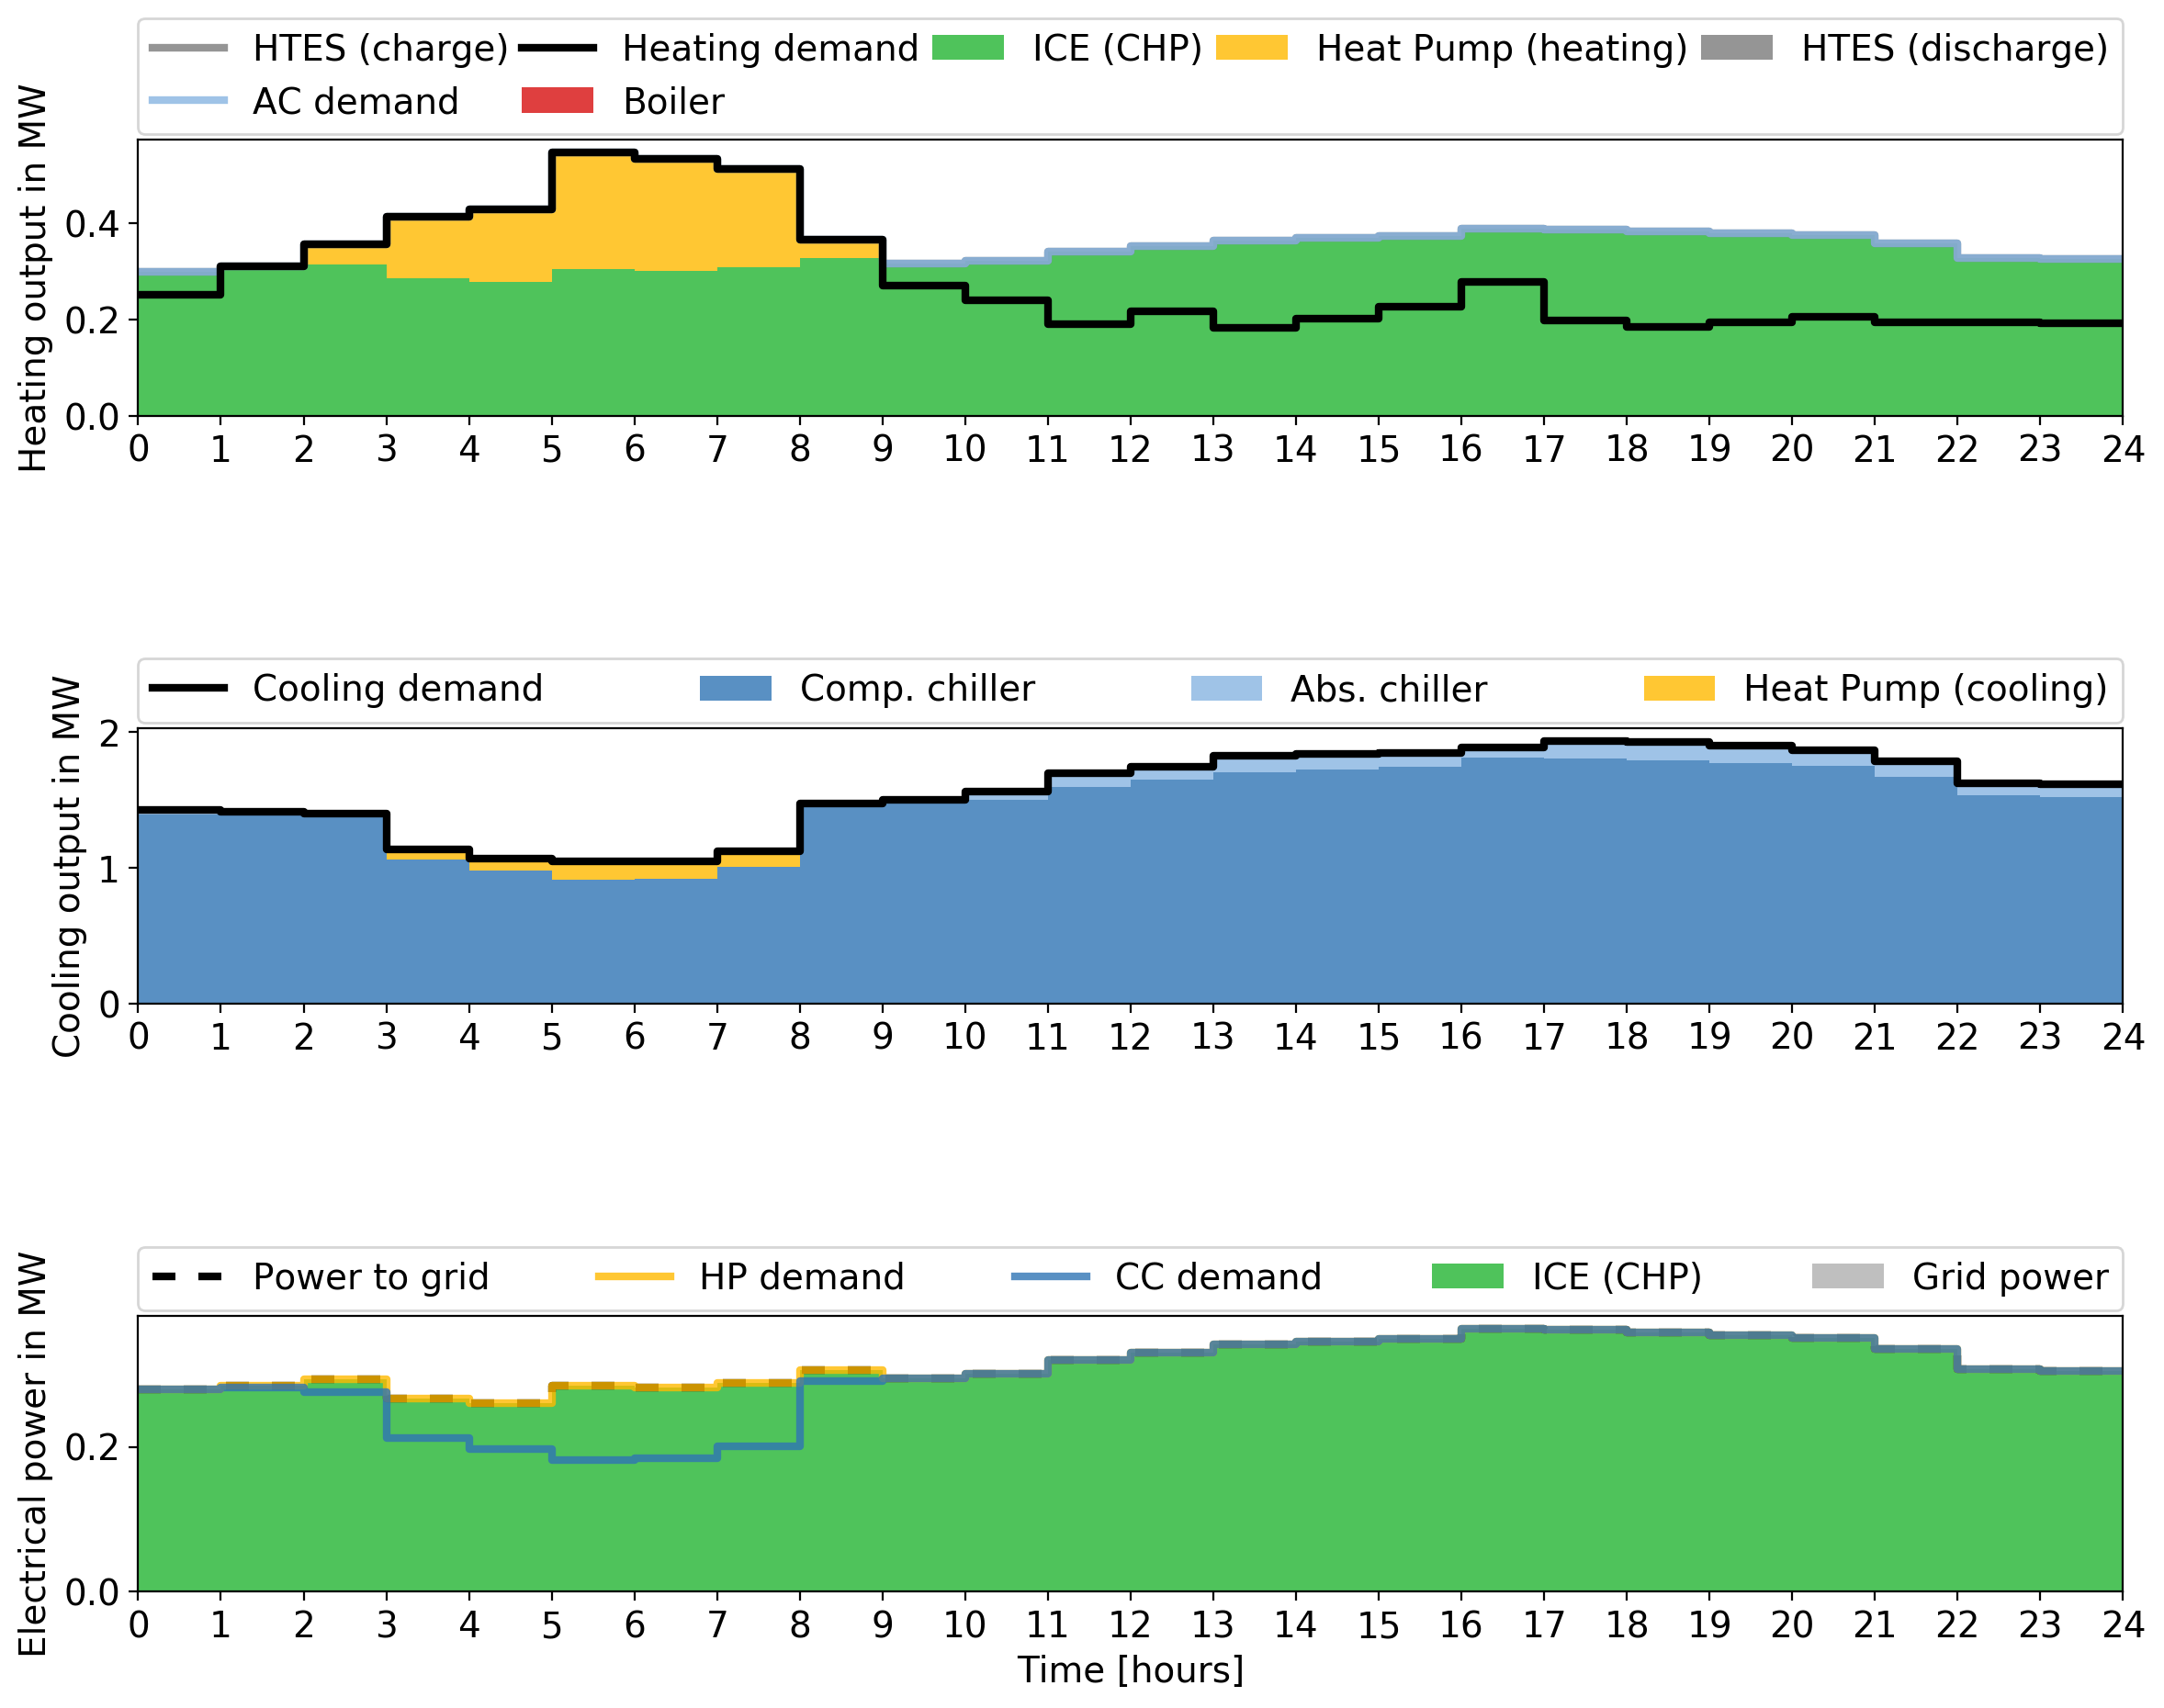 HTES (charge) Heating demand ICE (CHP) Heat Pump (heating) HTES (discharge)
AC demand Boiler
Heating output in MW
0.4
0.2
0.0
0 1 2 3 4 5 6 7 8 9 10 11 12 13 14 15 16 17 18 19 20 21 22 23 24
Cooling demand Comp. chiller Abs. chiller Heat Pump (cooling)
Cooling output in MW
2
1
0
0 1 2 3 4 5 6 7 8 9 10 11 12 13 14 15 16 17 18 19 20 21 22 23 24
Power to grid HP demand CC demand ICE (CHP) Grid power
Electrical power in MW
0.2
0.0
0 1 2 3 4 5 6 7 8 9 10 11 12 13 14 15 16 17 18 19 20 21 22 23 24
Time [hours]